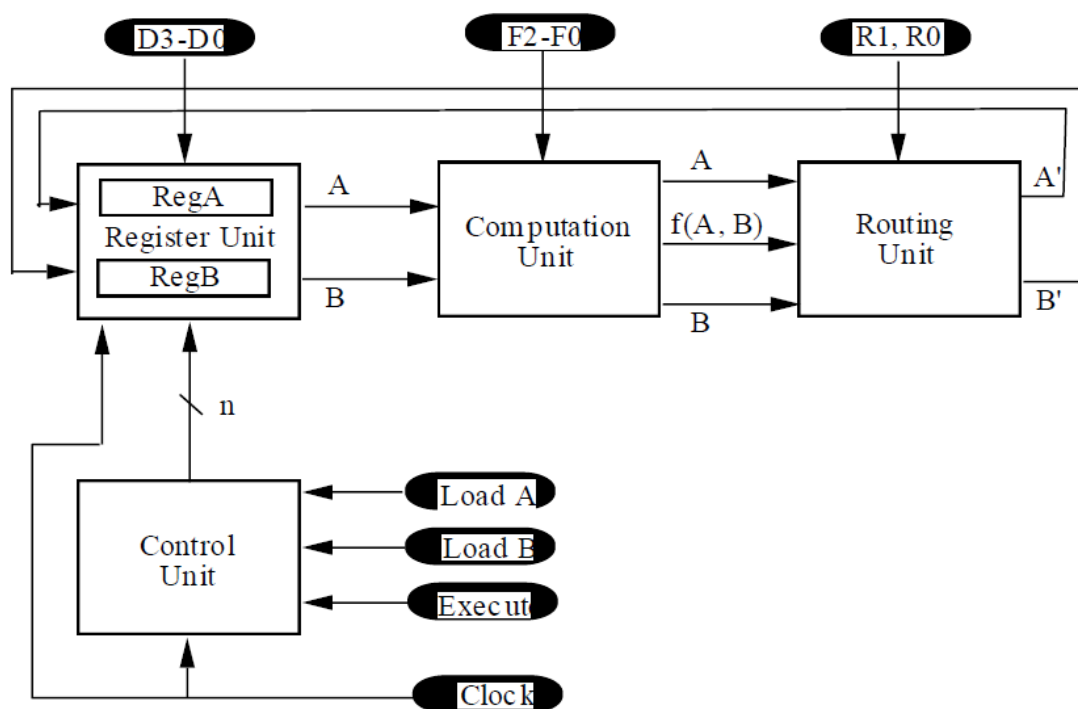 D3-D0
F2-F0
R1, R0
RegA
Register Unit
RegB
A
B
Computation
Unit
A
f(A, B)
B
Routing
Unit
A'
B'
n
Control
Unit
Load A
Load B
Execute
Clock